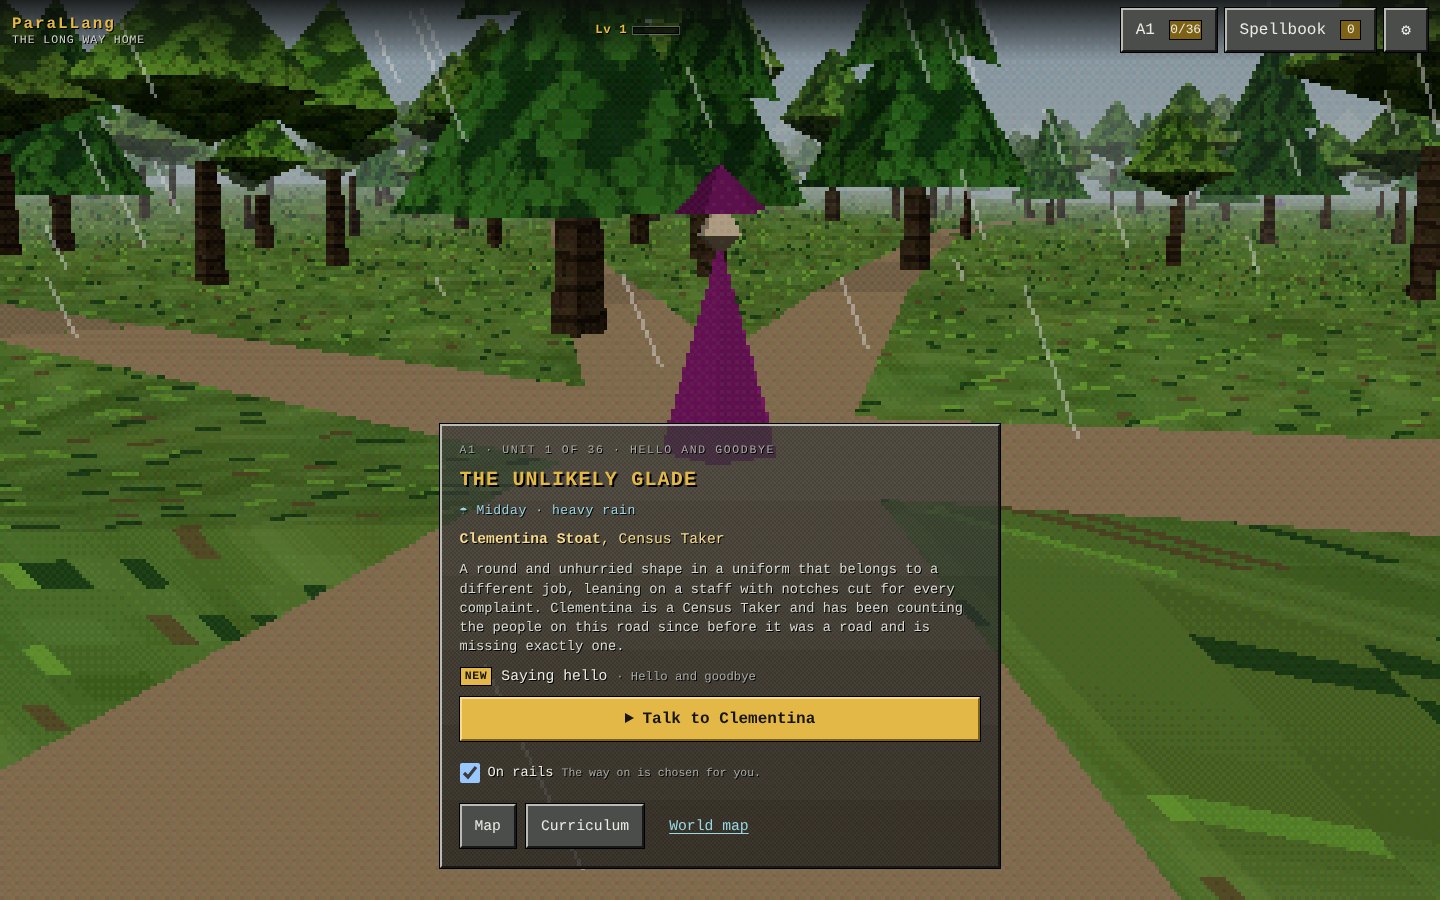 ParaLLang
THE LONG WAY HOME
Lv 1
A1 0/36
Spellbook 0
A1 · UNIT 1 OF 36 · HELLO AND GOODBYE
THE UNLIKELY GLADE
Midday · heavy rain
Clementina Stoat, Census Taker
A round and unhurried shape in a uniform that belongs to a
different job, leaning on a staff with notches cut for every
complaint. Clementina is a Census Taker and has been counting
the people on this road since before it was a road and is
missing exactly one.
NEW Saying hello · Hello and goodbye
Talk to Clementina
On rails The way on is chosen for you.
Map
Curriculum
World map